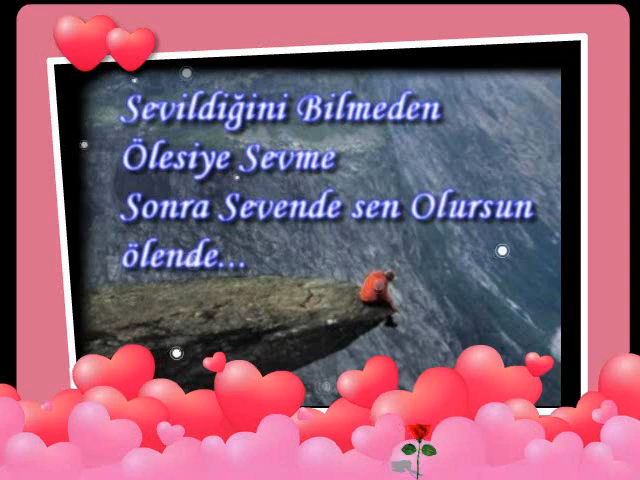 Sevildiğini Bilmeden
Ölesiye Sevme
Sonra Sevende sen Olursun
ölende...